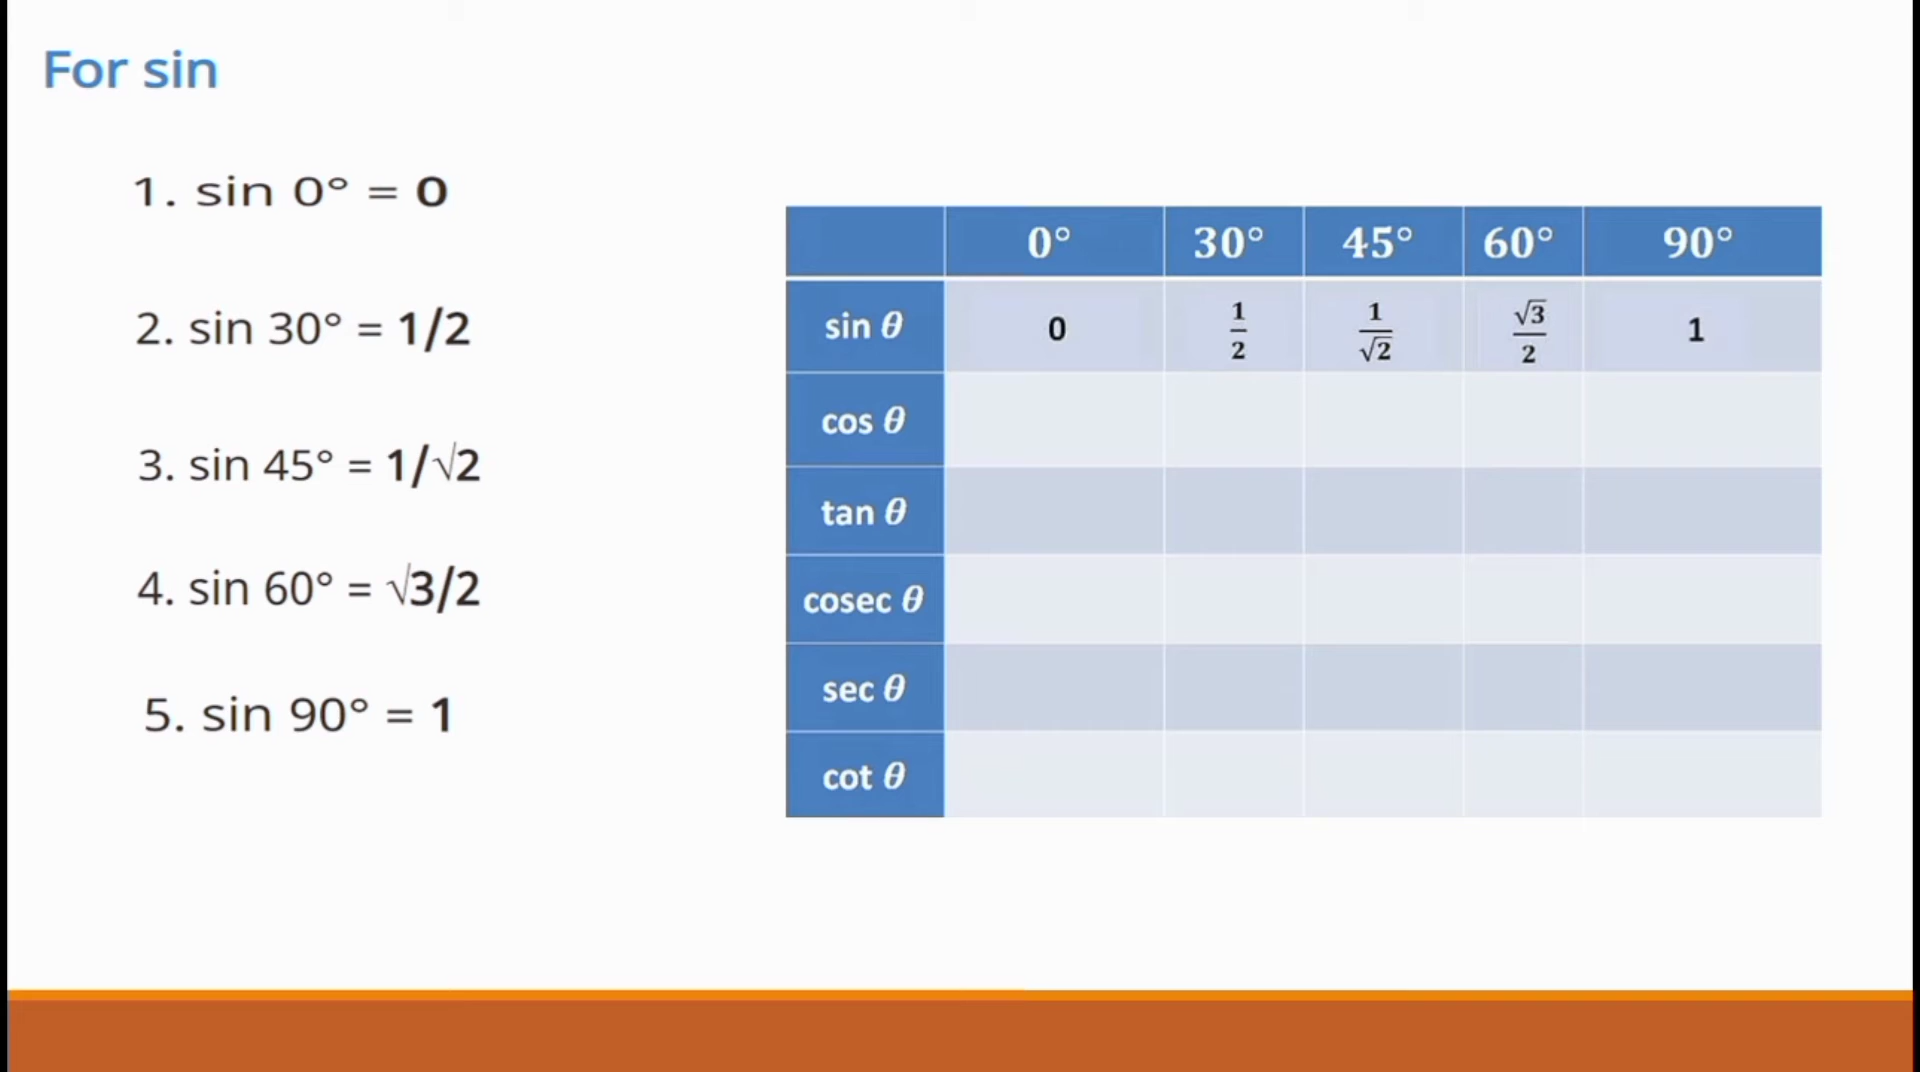 For sin
1. sin 0° = 0
2. sin 30° = 1/2
3. sin 45° = 1/√2
4. sin 60° = √3/2
5. sin 90° = 1
0° 30° 45° 60° 90°
sin θ 0 1/2 1/√2 √3/2 1
cos θ
tan θ
cosec θ
sec θ
cot θ